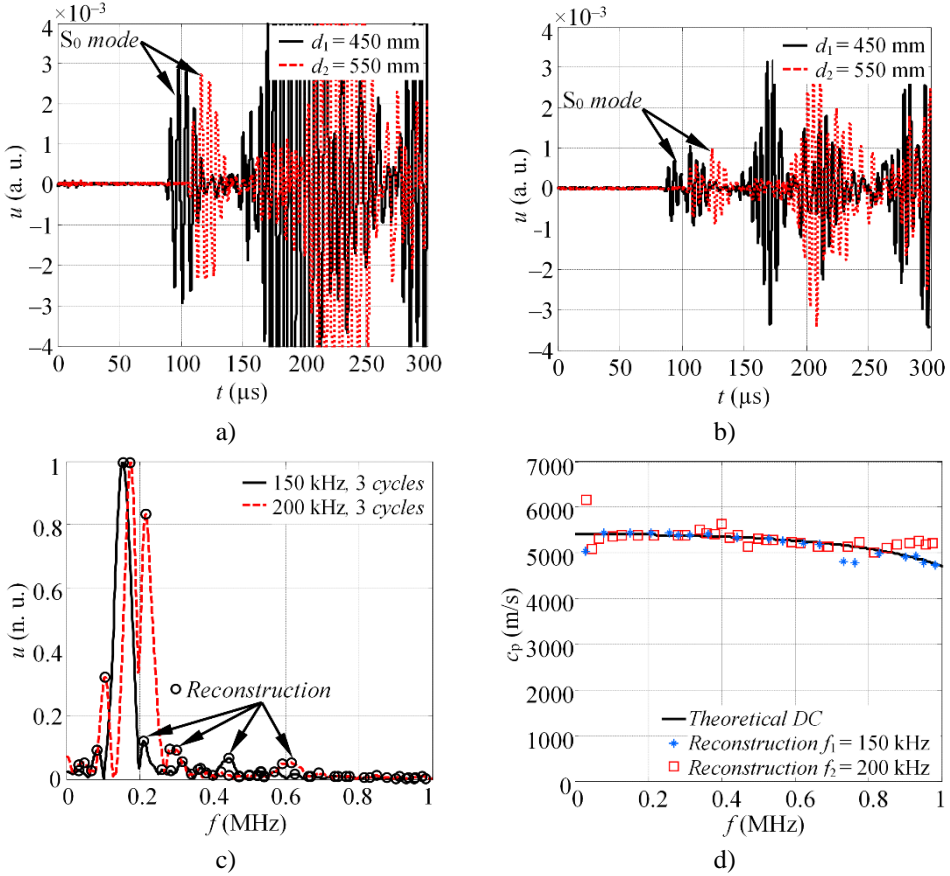 ×10⁻³
S₀ mode
d₁ = 450 mm
d₂ = 550 mm
4
3
2
1
0
−1
−2
−3
−4
u (a. u.)
0 50 100 150 200 250 300
t (µs)
a)
×10⁻³
d₁ = 450 mm
d₂ = 550 mm
S₀ mode
4
3
2
1
0
-1
−2
−3
−4
u (a. u.)
0 50 100 150 200 250 300
t (µs)
b)
150 kHz, 3 cycles
200 kHz, 3 cycles
Reconstruction
1
0.8
0.6
0.4
0.2
0
u (n. u.)
0 0.2 0.4 0.6 0.8 1
f (MHz)
c)
7000
6000
5000
4000
3000
2000
1000
0
cₚ (m/s)
Theoretical DC
Reconstruction f₁ = 150 kHz
Reconstruction f₂ = 200 kHz
0 0.2 0.4 0.6 0.8 1
f (MHz)
d)